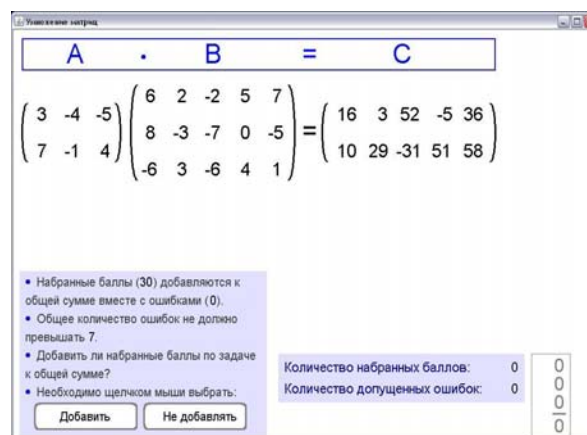 Умножение матриц
A · B = C
6 2 -2 5 7
3 -4 -5 16 3 52 -5 36
8 -3 -7 0 -5 =
7 -1 4 10 29 -31 51 58
-6 3 -6 4 1
• Набранные баллы (30) добавляются к
общей сумме вместе с ошибками (0).
• Общее количество ошибок не должно
превышать 7.
• Добавить ли набранные баллы по задаче
к общей сумме?
• Необходимо щелчком мыши выбрать:
Добавить Не добавлять
Количество набранных баллов: 0
Количество допущенных ошибок: 0
0
0
0
0